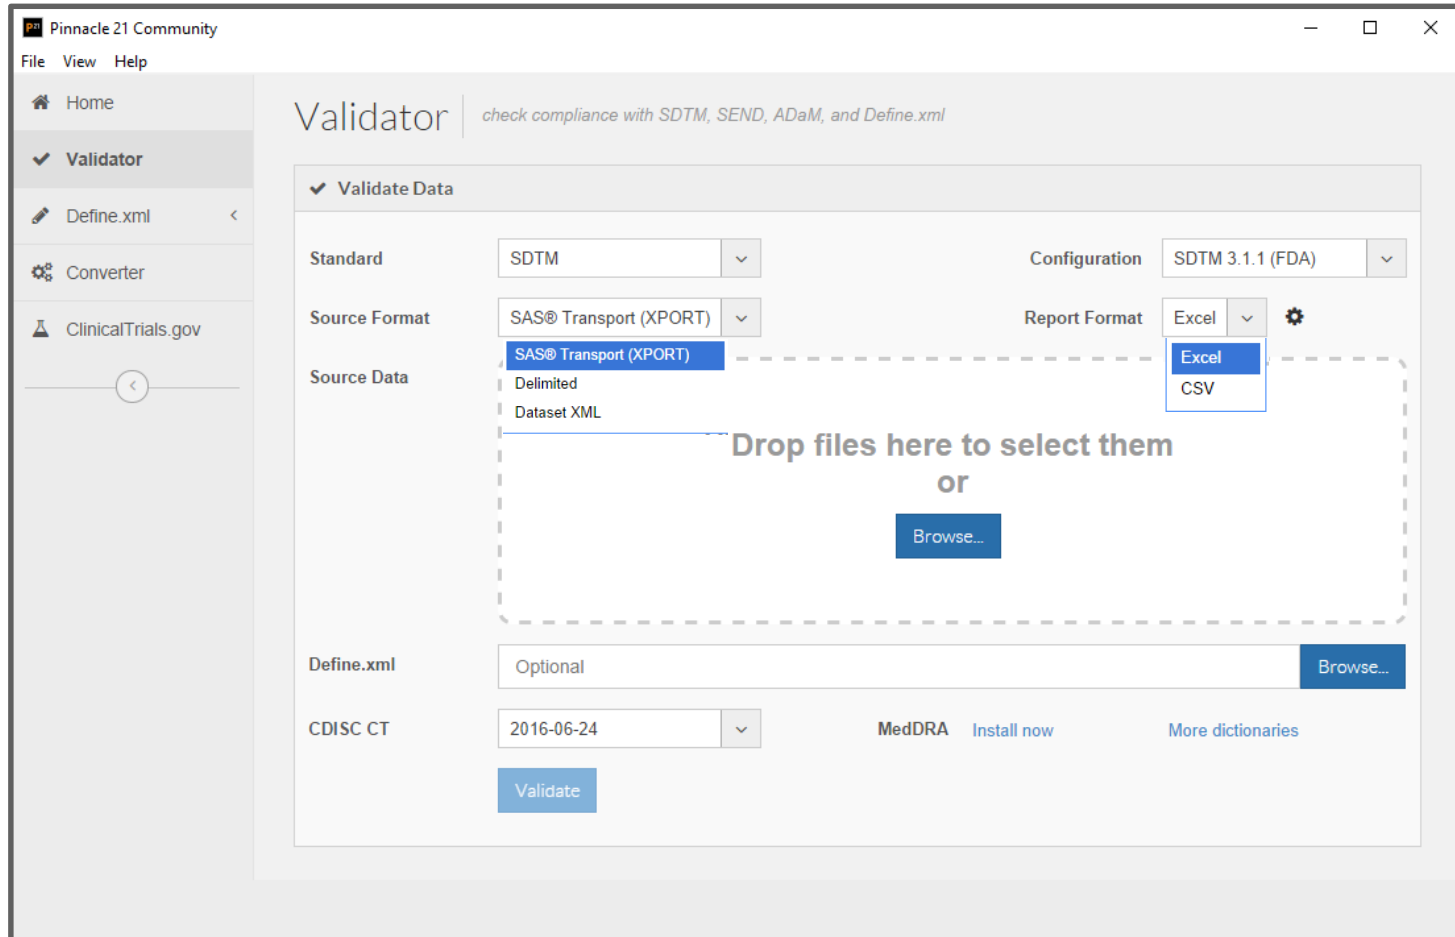 P21 Pinnacle 21 Community
File View Help
Home
Validator
Define.xml
Converter
ClinicalTrials.gov
Validator check compliance with SDTM, SEND, ADaM, and Define.xml
Validate Data
Standard SDTM Configuration SDTM 3.1.1 (FDA)
Source Format SAS® Transport (XPORT) Report Format Excel
SAS® Transport (XPORT)
Delimited
Dataset XML
Excel
CSV
Source Data
Drop files here to select them
or
Browse...
Define.xml Optional Browse...
CDISC CT 2016-06-24 MedDRA Install now More dictionaries
Validate